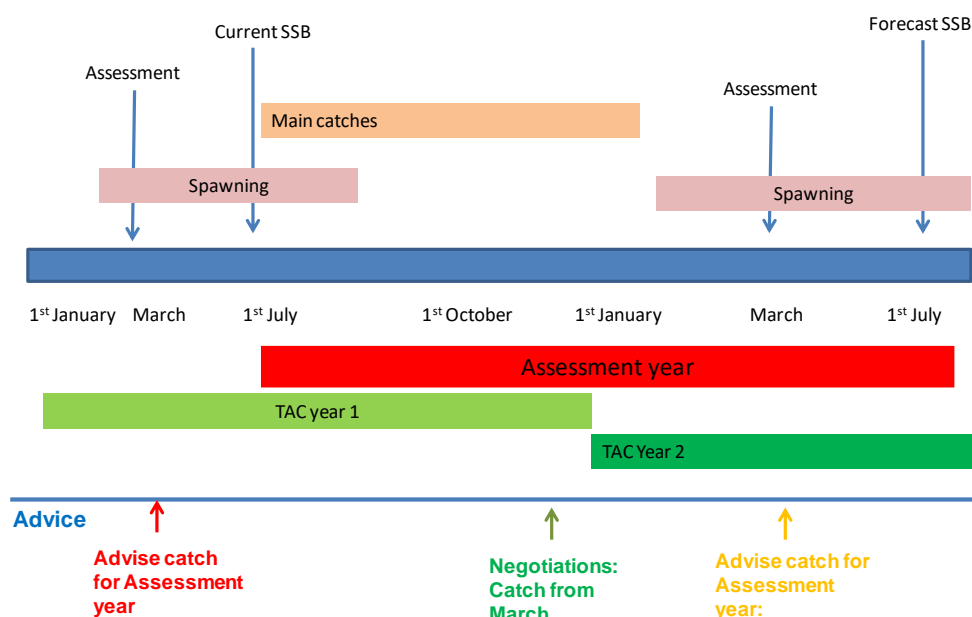 Forecast SSB
Current SSB
Assessment
Assessment
Main catches
Spawning
Spawning
1st January March 1st July 1st October 1st January March 1st July
Assessment year
TAC year 1
TAC Year 2
Advice
Advise catch
for Assessment
year
Negotiations:
Catch from
March
Advise catch for
Assessment
year: